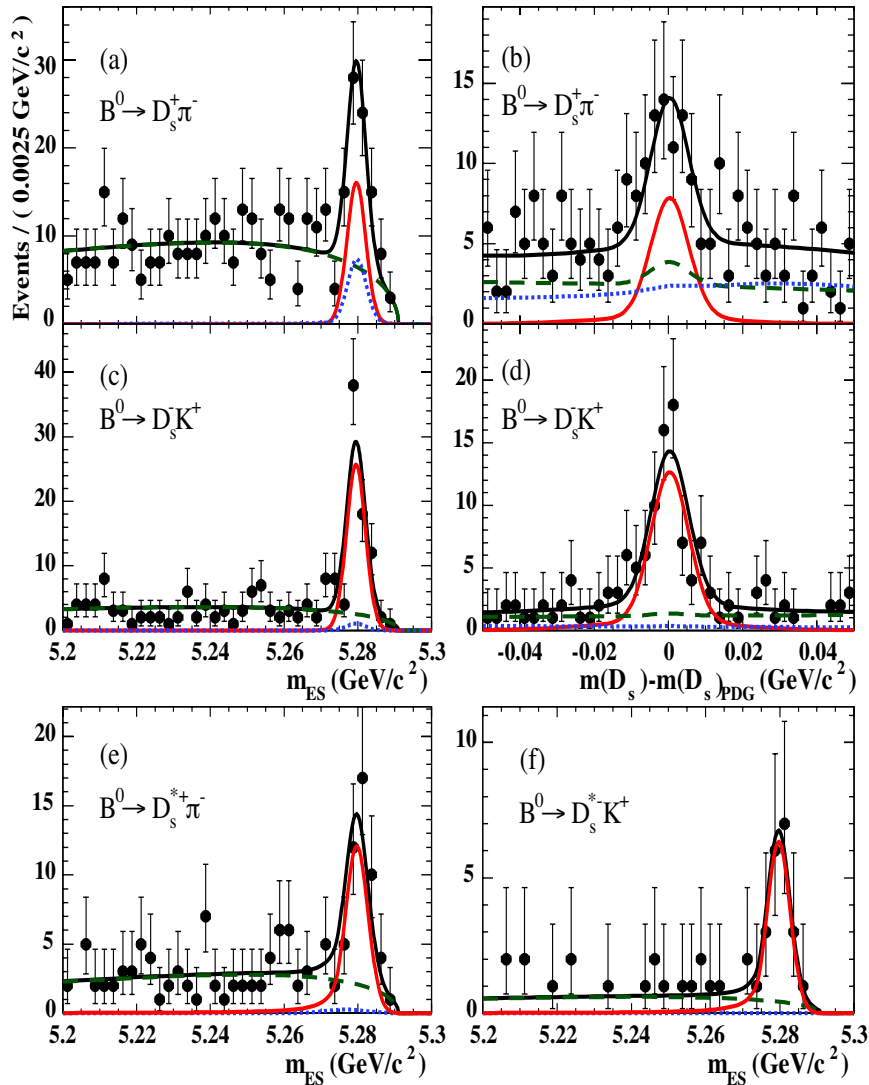 Events / ( 0.0025 GeV/c²)
(a)
B⁰→ D_s⁺π⁻
0
10
20
30
(b)
B⁰→ D_s⁺π⁻
0
5
10
15
(c)
B⁰→ D_s⁻K⁺
0
10
20
30
40
5.2 5.22 5.24 5.26 5.28 5.3
m_ES (GeV/c²)
(d)
B⁰→ D_s⁻K⁺
0
5
10
15
20
-0.04 -0.02 0 0.02 0.04
m(D_s)-m(D_s)_PDG (GeV/c²)
(e)
B⁰→ D_s*⁺π⁻
0
5
10
15
20
5.2 5.22 5.24 5.26 5.28 5.3
m_ES (GeV/c²)
(f)
B⁰→ D_s*⁻K⁺
0
5
10
5.2 5.22 5.24 5.26 5.28 5.3
m_ES (GeV/c²)